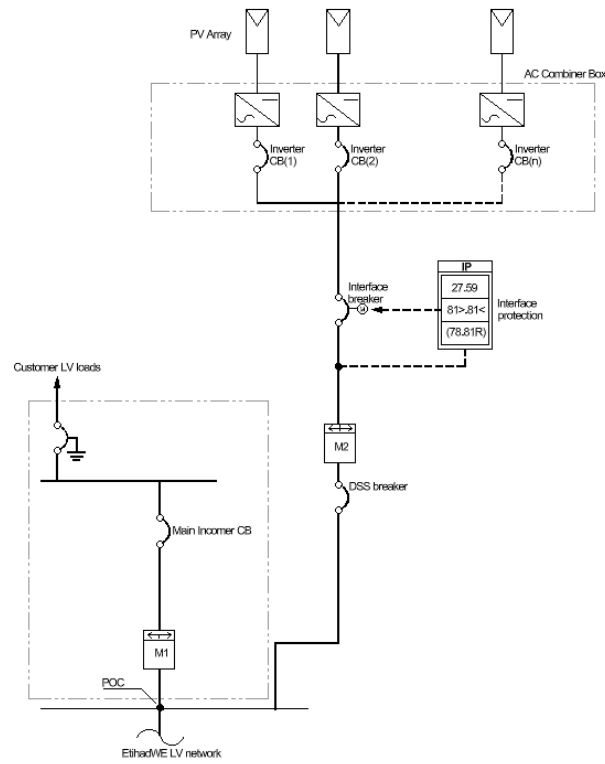 PV Array
AC Combiner Box
Inverter
CB(1)
Inverter
CB(2)
Inverter
CB(n)
Interface
breaker
M
IP
27.59
81>.81<
(78.81R)
Interface
protection
Customer LV loads
M2
DSS breaker
Main Incomer CB
M1
POC
EtihadWE LV network